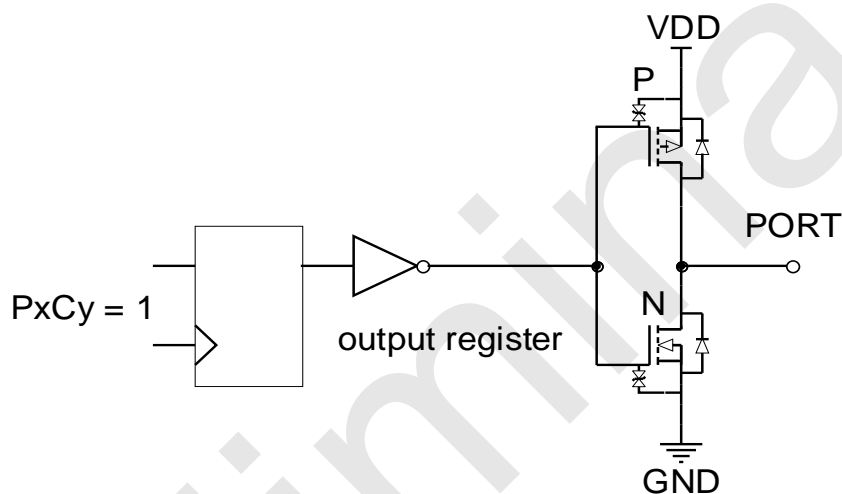 VDD
P
PORT
PxCy = 1
N
output register
GND